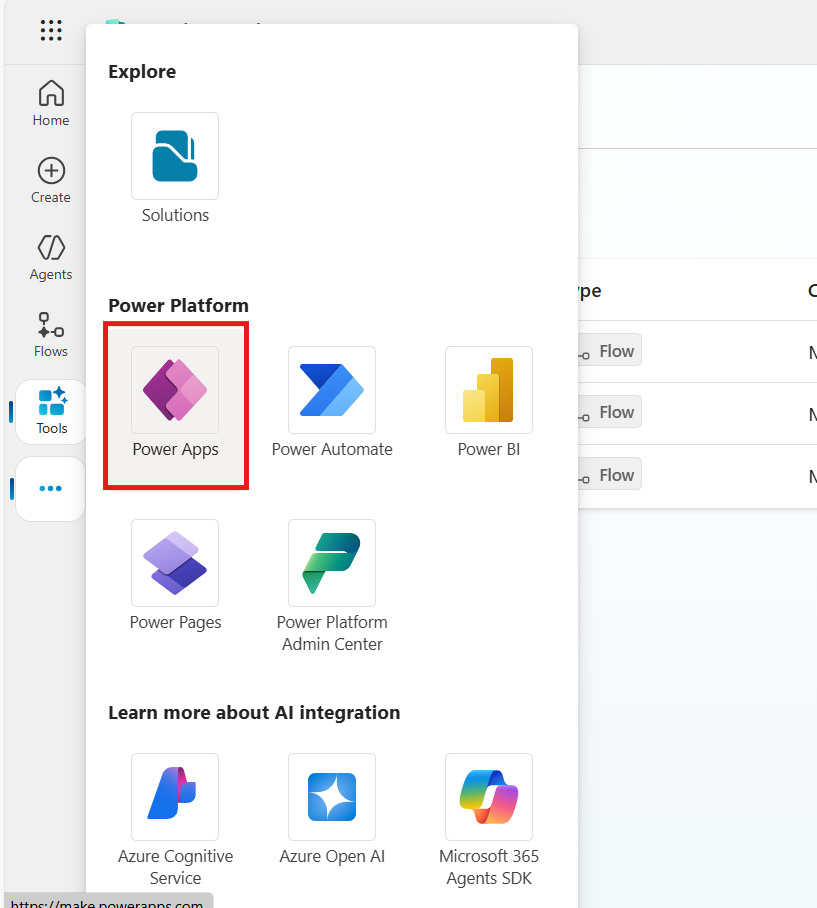 Home
Create
Agents
Flows
Tools
Explore
Solutions
Power Platform
Power Apps
Power Automate
Power BI
Power Pages
Power Platform
Admin Center
Learn more about AI integration
Azure Cognitive
Service
Azure Open AI
Microsoft 365
Agents SDK
ype
C
Flow
N
Flow
N
Flow
N
https://make.powerapps.com